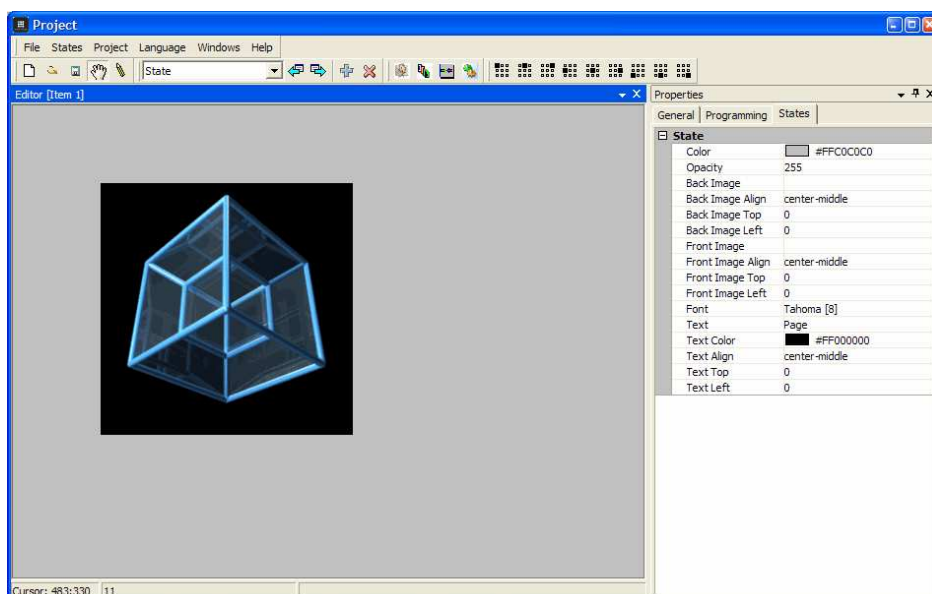 Project
File States Project Language Windows Help
State
Editor [Item 1]
Properties
General Programming States
State
Color #FFC0C0C0
Opacity 255
Back Image
Back Image Align center-middle
Back Image Top 0
Back Image Left 0
Front Image
Front Image Align center-middle
Front Image Top 0
Front Image Left 0
Font Tahoma [8]
Text Page
Text Color #FF000000
Text Align center-middle
Text Top 0
Text Left 0
Cursor: 483:330 11